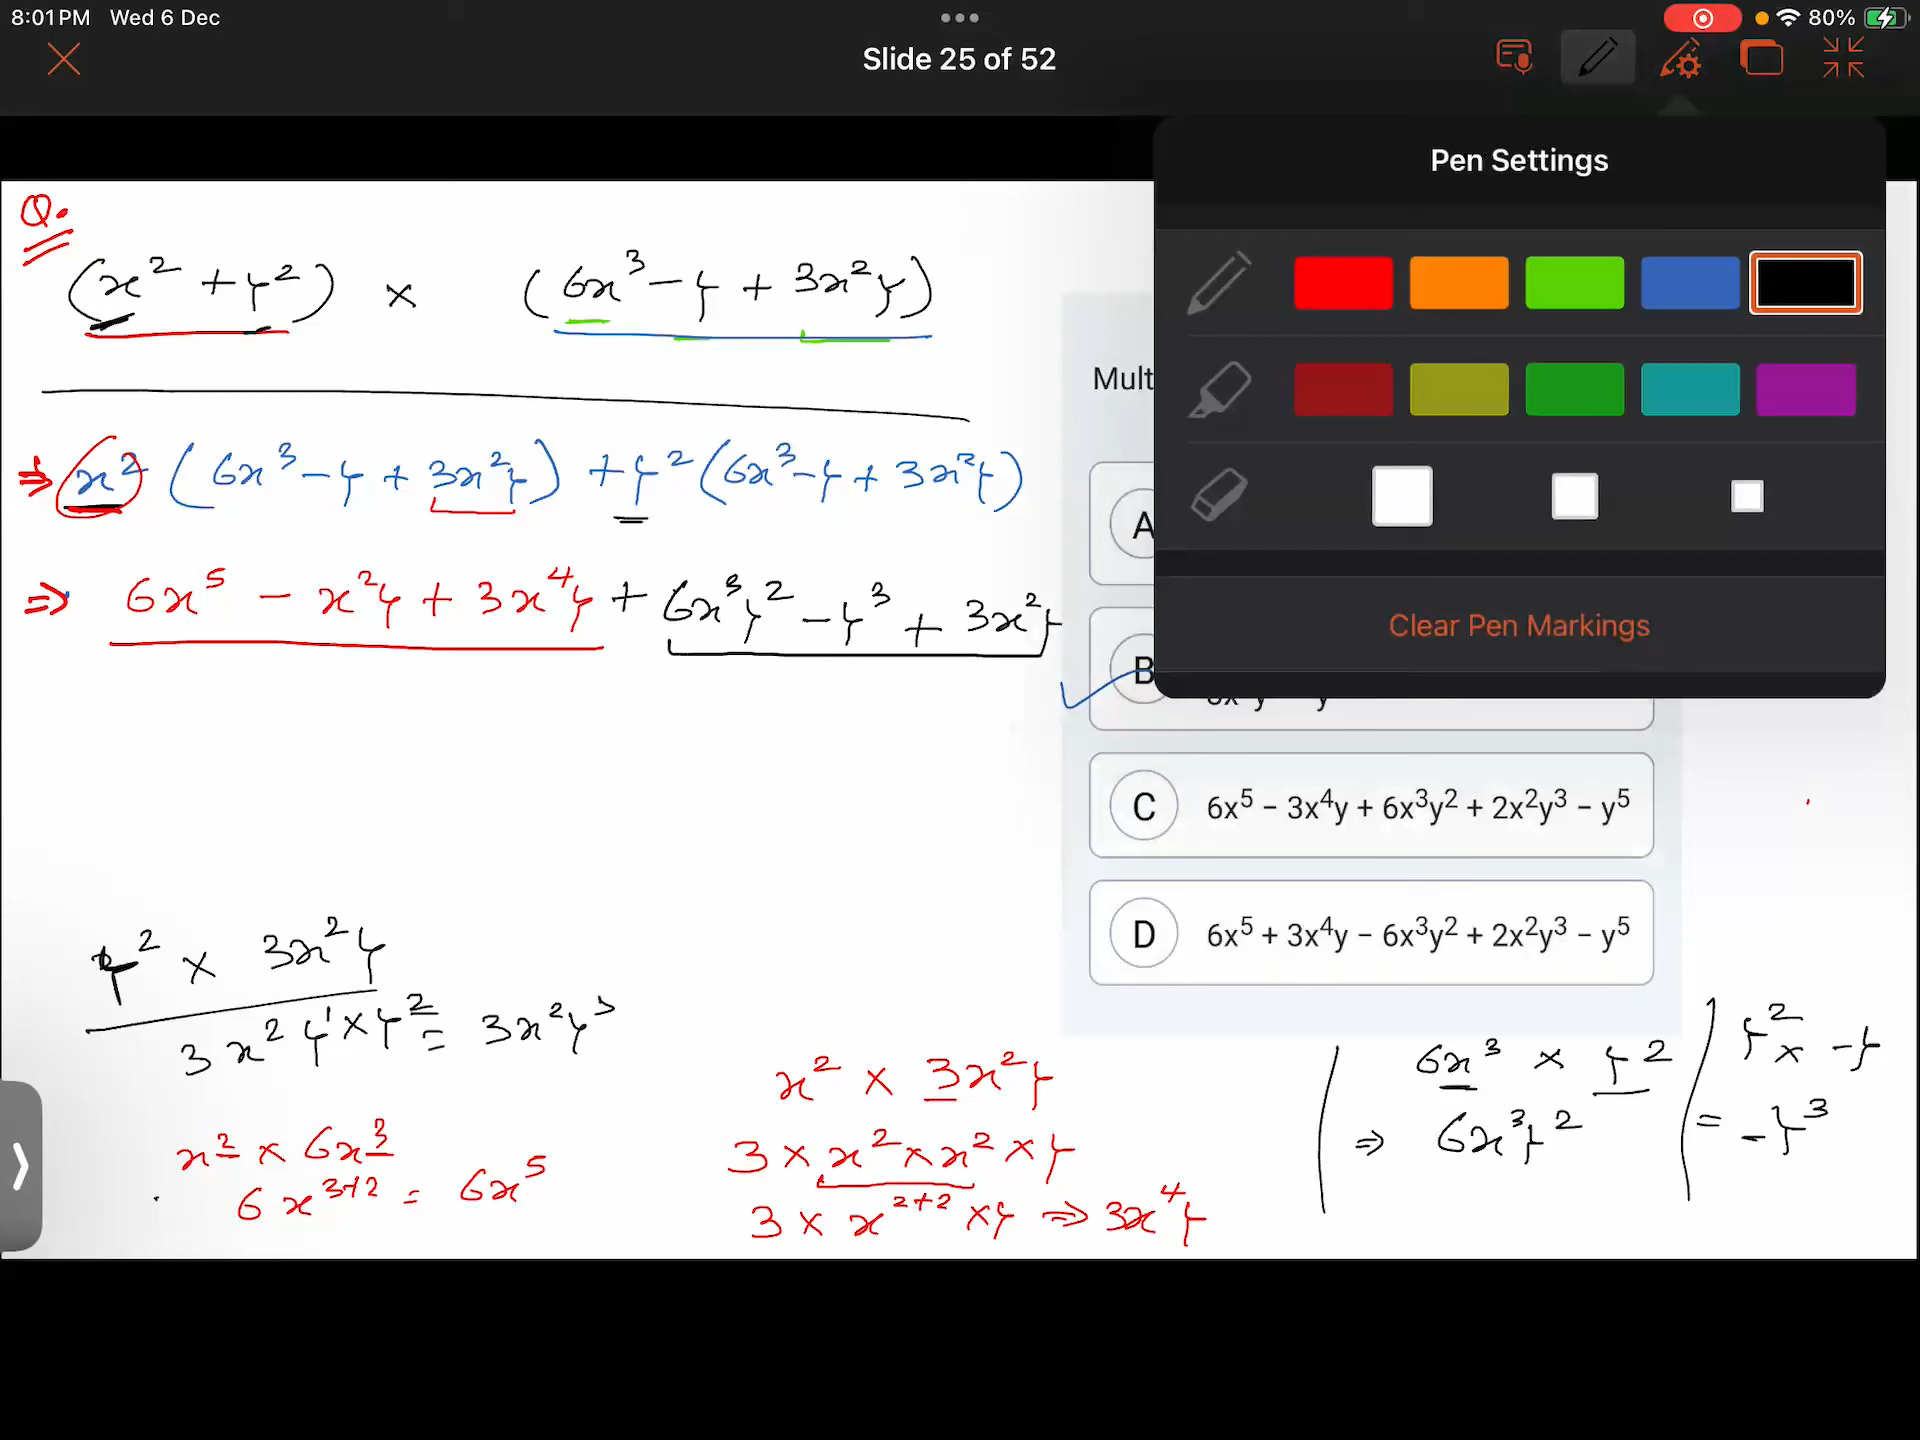 8:01 PM Wed 6 Dec
80%
Slide 25 of 52
Pen Settings
Clear Pen Markings
Q.
(x² + y²) × (6x³ - y + 3x²y)
Mult
⇒ x² (6x³ - y + 3x²y) + y² (6x³ - y + 3x²y)
A
⇒ 6x⁵ - x²y + 3x⁴y + 6x³y² - y³ + 3x²y
B
C 6x⁵ - 3x⁴y + 6x³y² + 2x²y³ - y⁵
D 6x⁵ + 3x⁴y - 6x³y² + 2x²y³ - y⁵
y² × 3x²y
3x² y¹ × y² = 3x²y³
x² × 6x³
6x³⁺² = 6x⁵
x² × 3x²y
3 × x² × x² × y
3 × x²⁺² × y ⇒ 3x⁴y
6x³ × y²
⇒ 6x³y²
y² × -y
= -y³